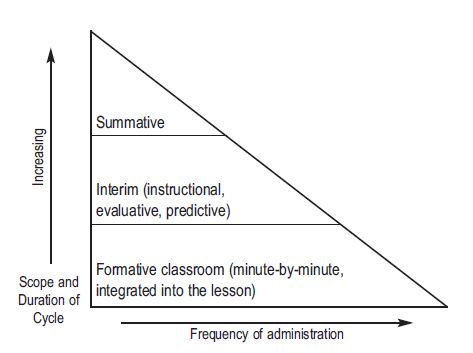 Summative
Increasing
Interim (instructional,
evaluative, predictive)
Formative classroom (minute-by-minute,
integrated into the lesson)
Scope and
Duration of
Cycle
Frequency of administration